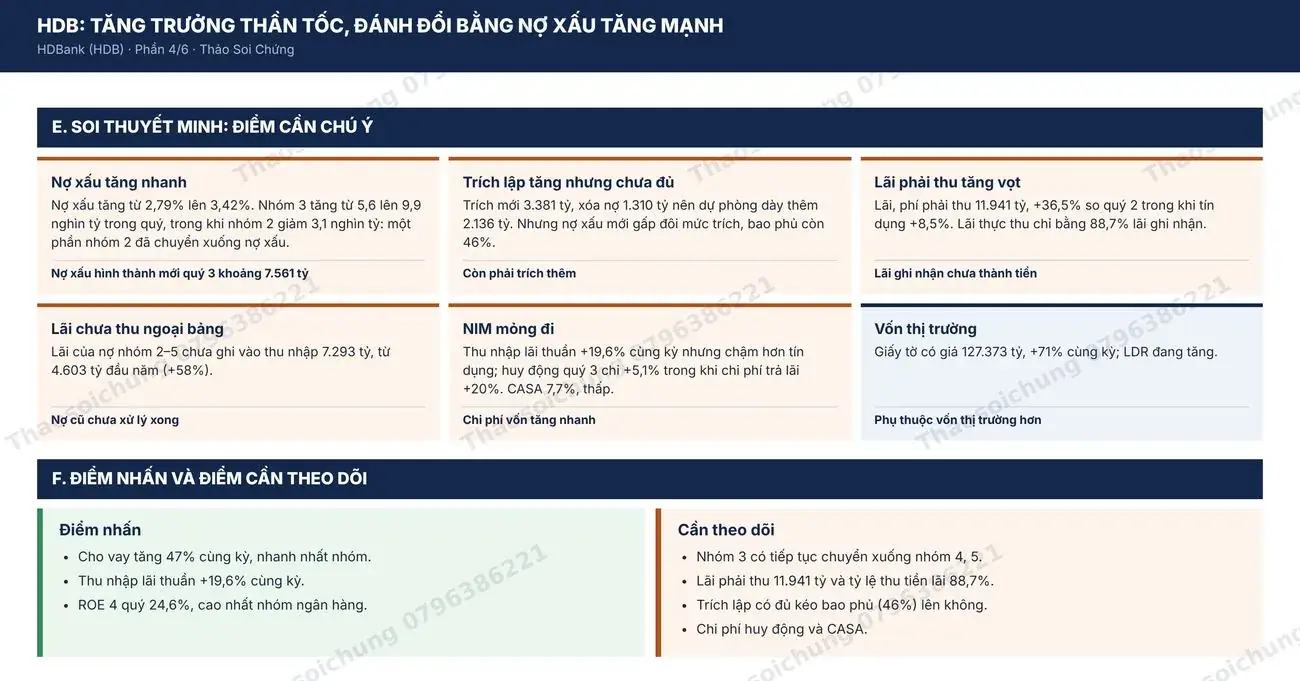 HDB: TĂNG TRƯỞNG THẦN TỐC, ĐÁNH ĐỔI BẰNG NỢ XẤU TĂNG MẠNH
HDBank (HDB) · Phần 4/6 · Thảo Soi Chứng
E. SOI THUYẾT MINH: ĐIỂM CẦN CHÚ Ý
Nợ xấu tăng nhanh
Nợ xấu tăng từ 2,79% lên 3,42%. Nhóm 3 tăng từ 5,6 lên 9,9
nghìn tỷ trong quý, trong khi nhóm 2 giảm 3,1 nghìn tỷ: một
phần nhóm 2 đã chuyển xuống nợ xấu.
Nợ xấu hình thành mới quý 3 khoảng 7.561 tỷ
Trích lập tăng nhưng chưa đủ
Trích mới 3.381 tỷ, xóa nợ 1.310 tỷ nên dự phòng dày thêm
2.136 tỷ. Nhưng nợ xấu mới gấp đôi mức trích, bao phủ còn
46%.
Còn phải trích thêm
Lãi phải thu tăng vọt
Lãi, phí phải thu 11.941 tỷ, +36,5% so quý 2 trong khi tín
dụng +8,5%. Lãi thực thu chỉ bằng 88,7% lãi ghi nhận.
Lãi ghi nhận chưa thành tiền
Lãi chưa thu ngoại bảng
Lãi của nợ nhóm 2–5 chưa ghi vào thu nhập 7.293 tỷ, từ
4.603 tỷ đầu năm (+58%).
Nợ cũ chưa xử lý xong
NIM mỏng đi
Thu nhập lãi thuần +19,6% cùng kỳ nhưng chậm hơn tín
dụng; huy động quý 3 chỉ +5,1% trong khi chi phí trả lãi
+20%. CASA 7,7%, thấp.
Chi phí vốn tăng nhanh
Vốn thị trường
Giấy tờ có giá 127.373 tỷ, +71% cùng kỳ; LDR đang tăng.
Phụ thuộc vốn thị trường hơn
F. ĐIỂM NHẤN VÀ ĐIỂM CẦN THEO DÕI
Điểm nhấn
• Cho vay tăng 47% cùng kỳ, nhanh nhất nhóm.
• Thu nhập lãi thuần +19,6% cùng kỳ.
• ROE 4 quý 24,6%, cao nhất nhóm ngân hàng.
Cần theo dõi
• Nhóm 3 có tiếp tục chuyển xuống nhóm 4, 5.
• Lãi phải thu 11.941 tỷ và tỷ lệ thu tiền lãi 88,7%.
• Trích lập có đủ kéo bao phủ (46%) lên không.
• Chi phí huy động và CASA.
Thaosoichung 0796386221